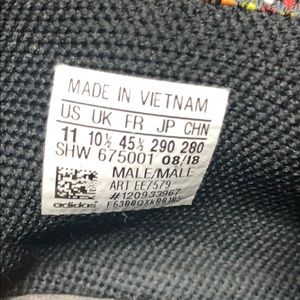 MADE IN VIETNAM
US UK FR JP CHN
11 10½ 45⅓ 290 280
SHW 675001 08/18
MALE/MALE
ART EE7579
#120933967
adidas